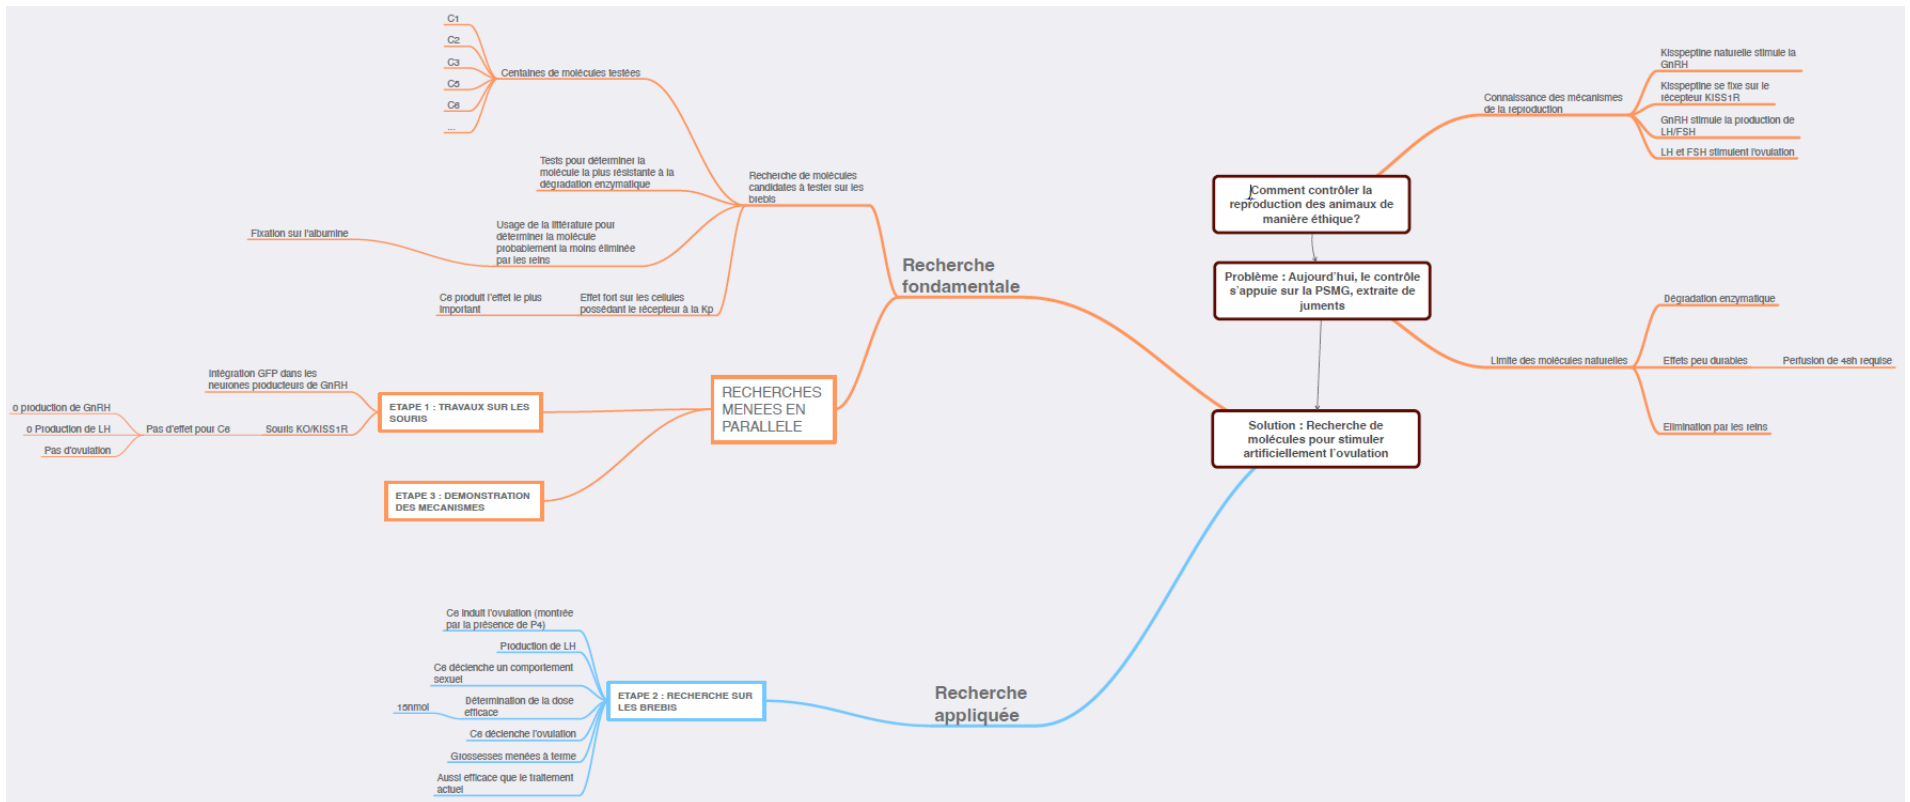 C1
C2
C3
C5
C6
...
Centaines de molécules testées
Tests pour déterminer la
molécule la plus résistante à la
dégradation enzymatique
Usage de la littérature pour
déterminer la molécule
probablement la moins éliminée
par les reins
Fixation sur l'albumine
Effet fort sur les cellules
possédant le récepteur à la Kp
C6 produit l'effet le plus
important
Recherche de molécules
candidates à tester sur les
brebis
Recherche
fondamentale
RECHERCHES
MENEES EN
PARALLELE
ETAPE 1 : TRAVAUX SUR LES
SOURIS
Intégration GFP dans les
neurones producteurs de GnRH
Souris KO/KISS1R
Pas d'effet pour C6
0 production de GnRH
0 Production de LH
Pas d'ovulation
ETAPE 3 : DEMONSTRATION
DES MECANISMES
C6 induit l'ovulation (montrée
par la présence de P4)
Production de LH
C6 déclenche un comportement
sexuel
Détermination de la dose
efficace
15nmol
C6 déclenche l'ovulation
Grossesses menées à terme
Aussi efficace que le traitement
actuel
ETAPE 2 : RECHERCHE SUR
LES BREBIS
Recherche
appliquée
Comment contrôler la
reproduction des animaux de
manière éthique?
Problème : Aujourd'hui, le contrôle
s'appuie sur la PSMG, extraite de
juments
Solution : Recherche de
molécules pour stimuler
artificiellement l'ovulation
Connaissance des mécanismes
de la reproduction
Kisspeptine naturelle stimule la
GnRH
Kisspeptine se fixe sur le
récepteur KISS1R
GnRH stimule la production de
LH/FSH
LH et FSH stimulent l'ovulation
Limite des molécules naturelles
Dégradation enzymatique
Effets peu durables
Perfusion de 48h requise
Elimination par les reins